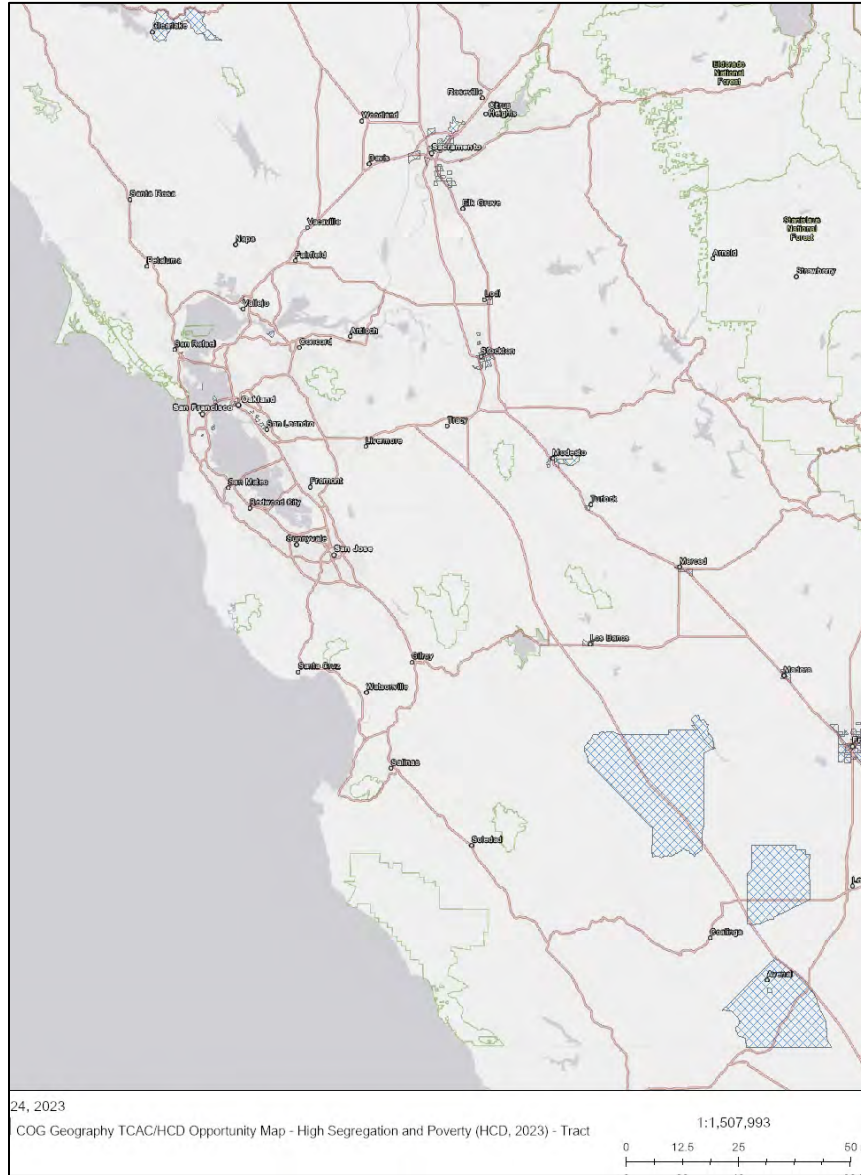 Clearlake
Eldorado
National
Forest
Roseville
Citrus
Heights
Woodland
Sacramento
Davis
Santa Rosa
Elk Grove
Vacaville
Napa
Stanislaus
National
Forest
Petaluma
Fairfield
Arnold
Strawberry
Vallejo
Lodi
Antioch
San Rafael
Concord
Stockton
Oakland
San Francisco
San Leandro
Tracy
Livermore
Modesto
San Mateo
Fremont
Redwood City
Turlock
Sunnyvale
San Jose
Merced
Los Banos
Gilroy
Santa Cruz
Madera
Watsonville
Salinas
Soledad
Coalinga
Avenal
24, 2023
COG Geography TCAC/HCD Opportunity Map - High Segregation and Poverty (HCD, 2023) - Tract
1:1,507,993
0 12.5 25 50